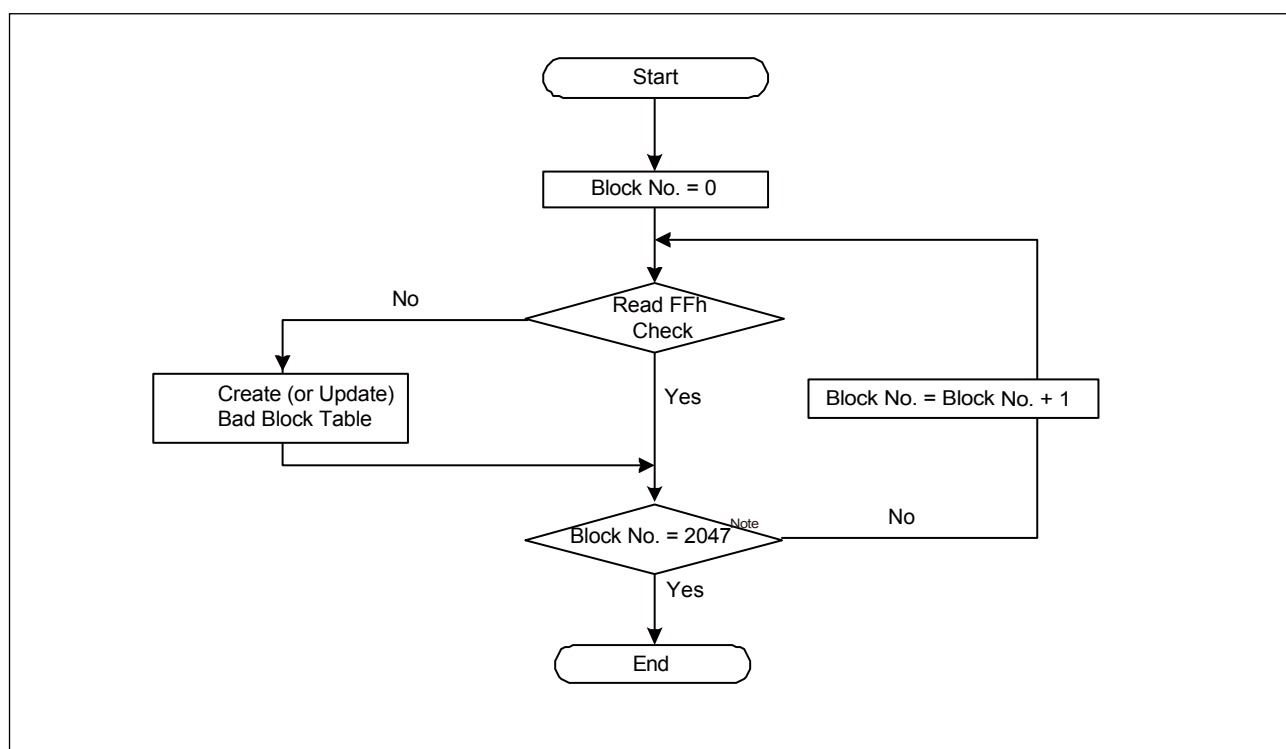 Start
Block No. = 0
No
Read FFh
Check
Yes
Create (or Update)
Bad Block Table
Block No. = Block No. + 1
Block No. = 2047 Note
No
Yes
End